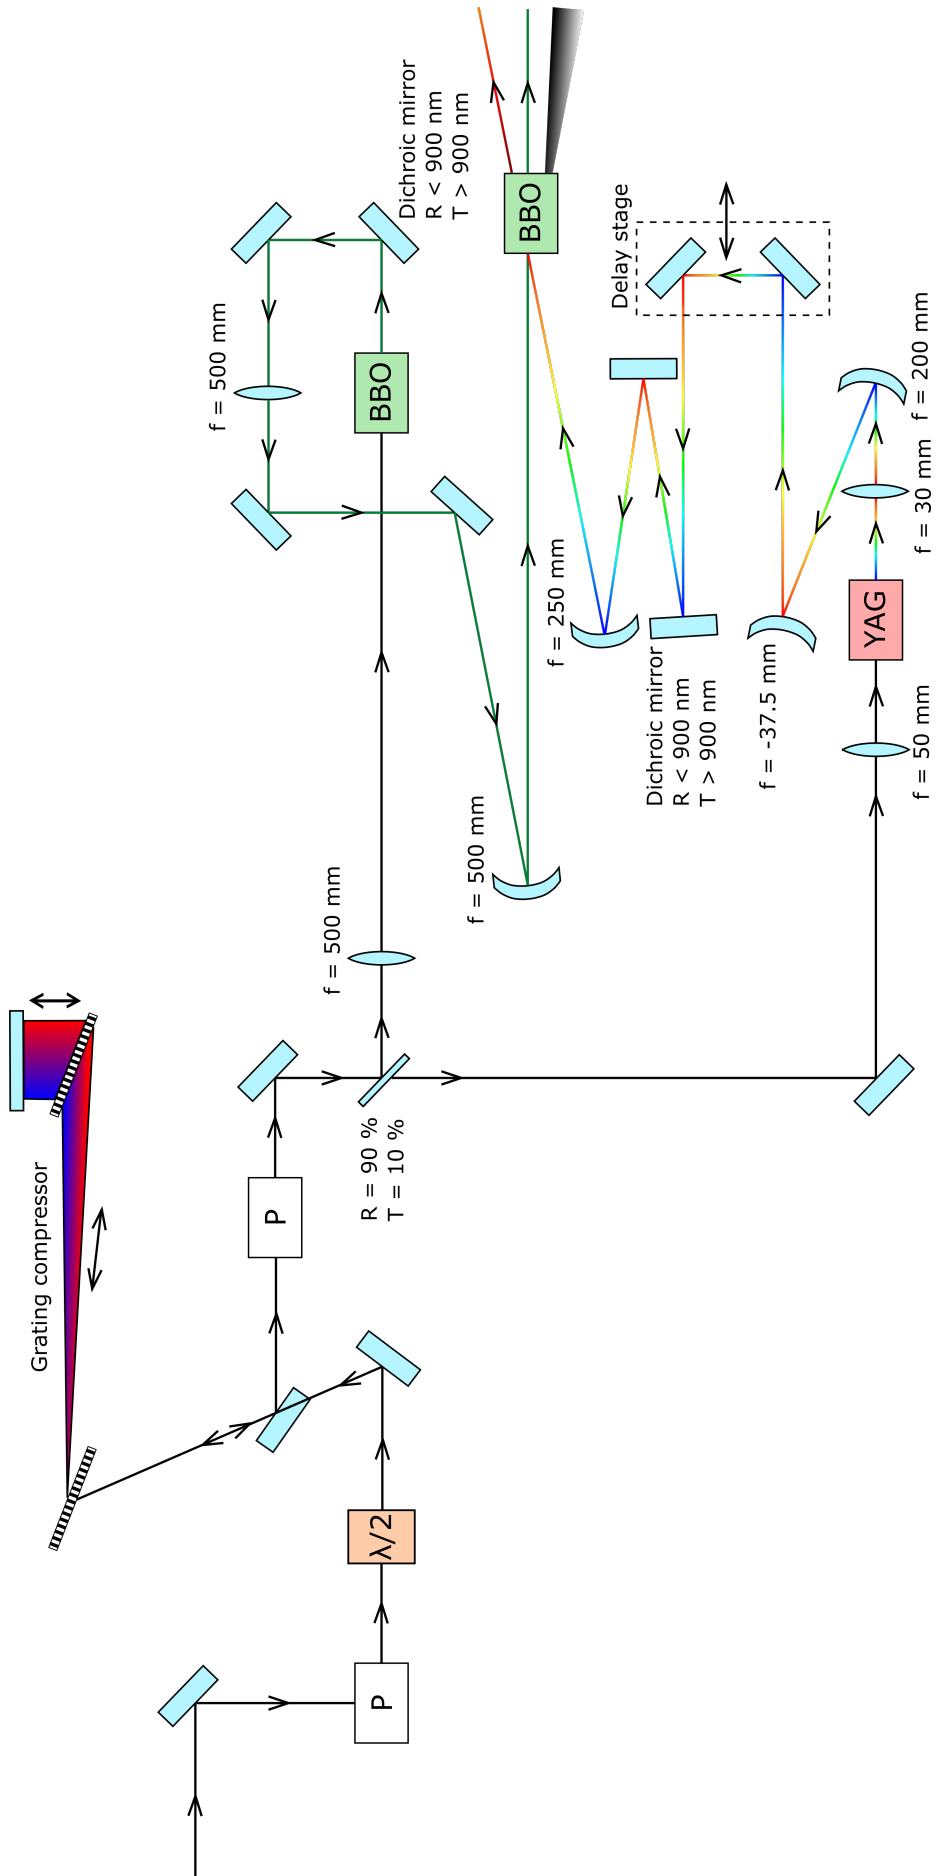 Grating compressor
P
λ/2
P
R = 90 %
T = 10 %
f = 500 mm
BBO
f = 500 mm
f = 500 mm
Dichroic mirror
R < 900 nm
T > 900 nm
BBO
f = 250 mm
Dichroic mirror
R < 900 nm
T > 900 nm
Delay stage
f = -37.5 mm
f = 50 mm
YAG
f = 30 mm
f = 200 mm